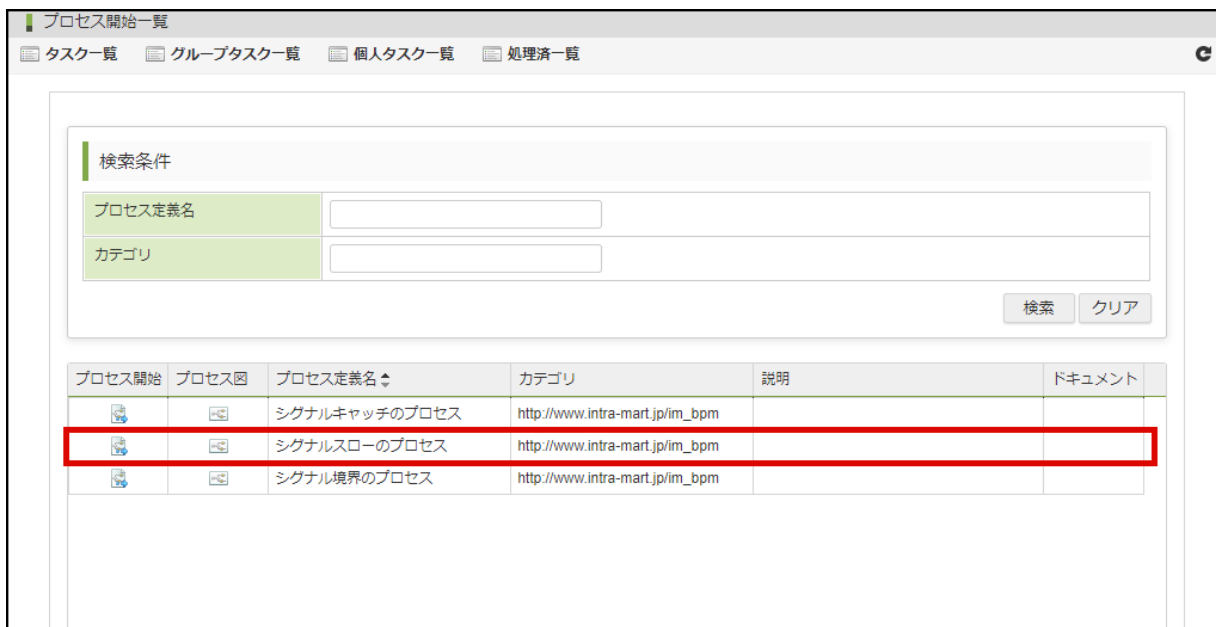 プロセス開始一覧
タスク一覧 グループタスク一覧 個人タスク一覧 処理済一覧
検索条件
プロセス定義名
カテゴリ
検索 クリア
プロセス開始 プロセス図 プロセス定義名 カテゴリ 説明 ドキュメント
シグナルキャッチのプロセス http://www.intra-mart.jp/im_bpm
シグナルスローのプロセス http://www.intra-mart.jp/im_bpm
シグナル境界のプロセス http://www.intra-mart.jp/im_bpm